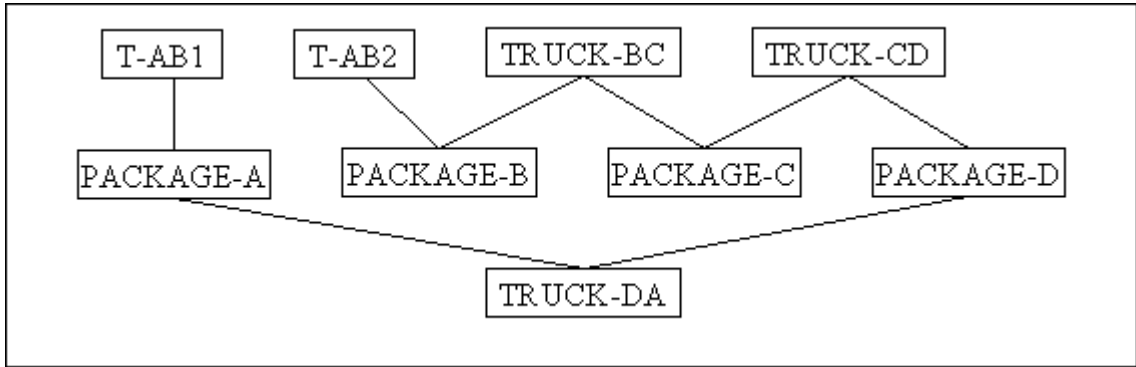 T-AB1
T-AB2
TRUCK-BC
TRUCK-CD
PACKAGE-A
PACKAGE-B
PACKAGE-C
PACKAGE-D
TRUCK-DA